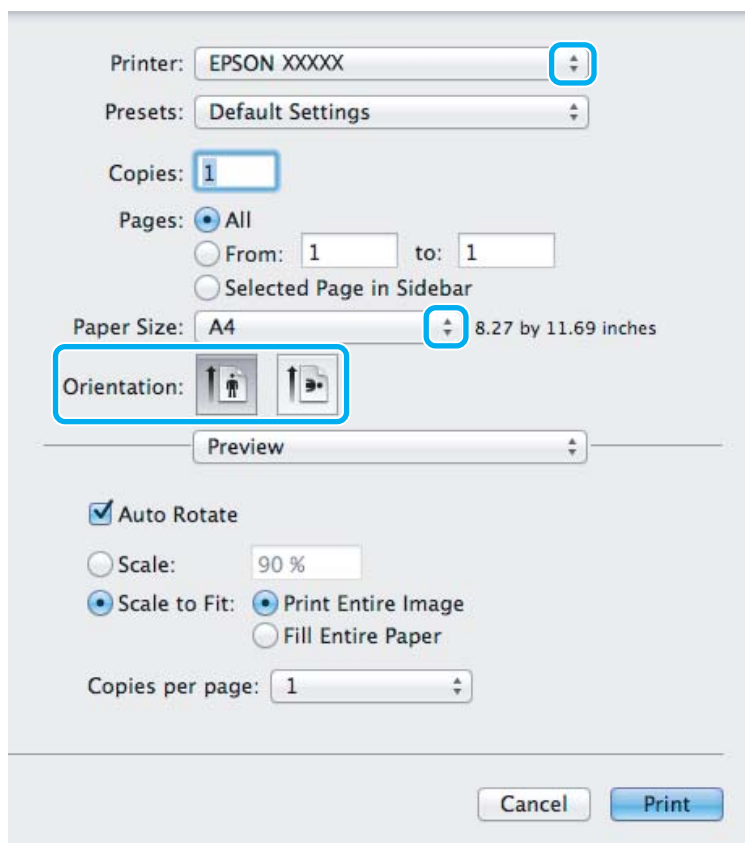 Printer: EPSON XXXXX
Presets: Default Settings
Copies: 1
Pages: All
From: 1 to: 1
Selected Page in Sidebar
Paper Size: A4 8.27 by 11.69 inches
Orientation:
Preview
Auto Rotate
Scale: 90 %
Scale to Fit: Print Entire Image
Fill Entire Paper
Copies per page: 1
Cancel Print